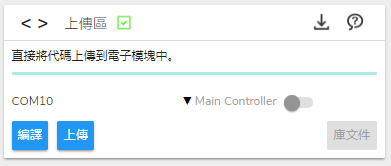 < > 上傳區
直接將代碼上傳到電子模塊中。
COM10 ▼ Main Controller
編譯 上傳 庫文件